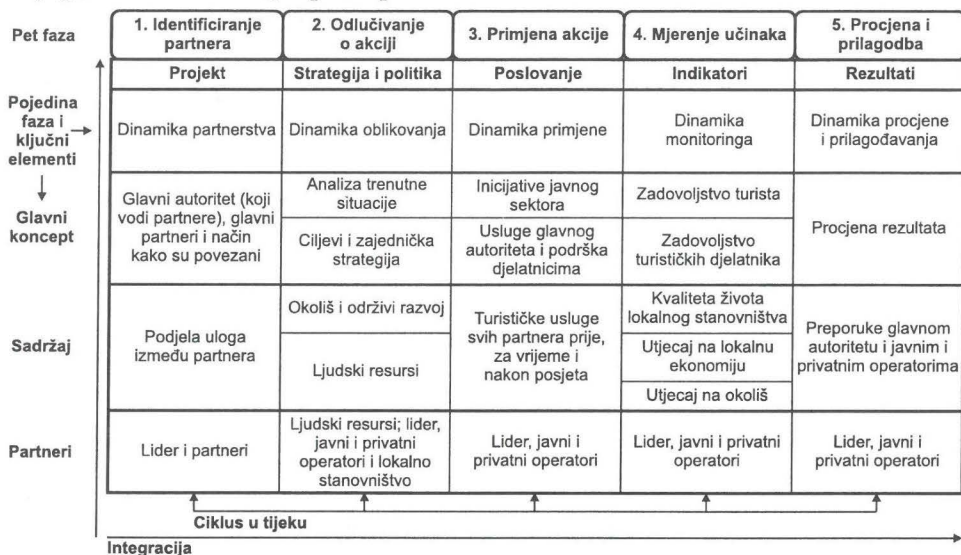 Pet faza
1. Identificiranje
partnera
2. Odlučivanje
o akciji
3. Primjena akcije
4. Mjerenje učinaka
5. Procjena i
prilagodba
Projekt
Strategija i politika
Poslovanje
Indikatori
Rezultati
Pojedina
faza i
ključni
elementi
Dinamika partnerstva
Dinamika oblikovanja
Dinamika primjene
Dinamika
monitoringa
Dinamika procjene
i prilagođavanja
Glavni
koncept
Glavni autoritet (koji
vodi partnere), glavni
partneri i način
kako su povezani
Analiza trenutne
situacije
Ciljevi i zajednička
strategija
Inicijative javnog
sektora
Usluge glavnog
autoriteta i podrška
djelatnicima
Zadovoljstvo turista
Zadovoljstvo
turističkih djelatnika
Procjena rezultata
Sadržaj
Podjela uloga
između partnera
Okoliš i održivi razvoj
Ljudski resursi
Turističke usluge
svih partnera prije,
za vrijeme i
nakon posjeta
Kvaliteta života
lokalnog stanovništva
Utjecaj na lokalnu
ekonomiju
Utjecaj na okoliš
Preporuke glavnom
autoritetu i javnim i
privatnim operatorima
Partneri
Lider i partneri
Ljudski resursi; lider,
javni i privatni
operatori i lokalno
stanovništvo
Lider, javni i
privatni operatori
Lider, javni i privatni
operatori
Lider, javni i
privatni operatori
Ciklus u tijeku
Integracija